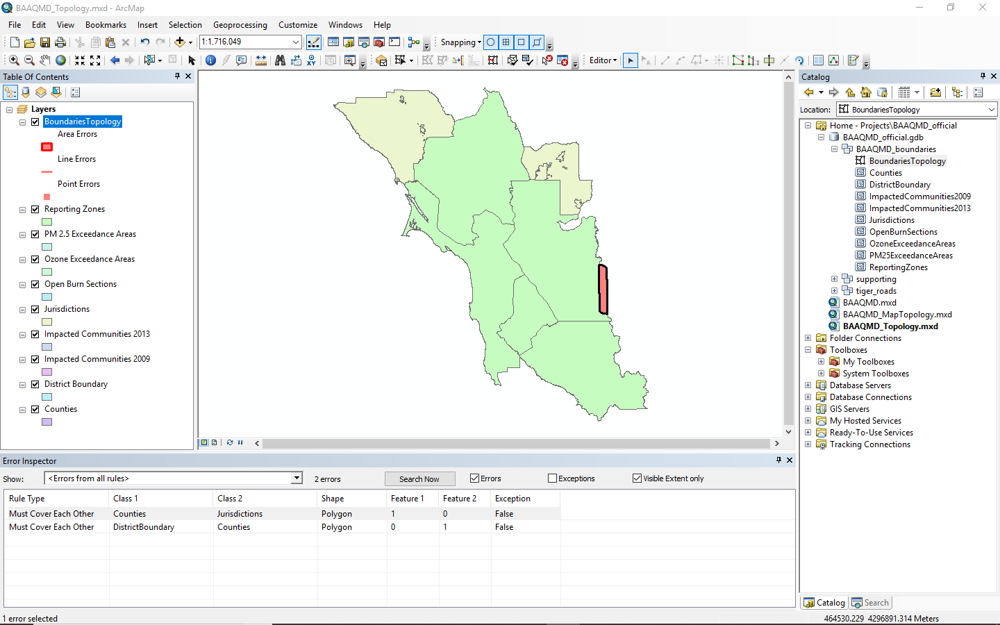 BAAQMD_Topology.mxd - ArcMap
File Edit View Bookmarks Insert Selection Geoprocessing Customize Windows Help
1:1,716,049
Snapping
Editor
Table Of Contents
Layers
BoundariesTopology
Area Errors
Line Errors
Point Errors
Reporting Zones
PM 2.5 Exceedance Areas
Ozone Exceedance Areas
Open Burn Sections
Jurisdictions
Impacted Communities 2013
Impacted Communities 2009
District Boundary
Counties
Catalog
Location: BoundariesTopology
Home - Projects\BAAQMD_official
BAAQMD_official.gdb
BAAQMD_boundaries
BoundariesTopology
Counties
DistrictBoundary
ImpactedCommunities2009
ImpactedCommunities2013
Jurisdictions
OpenBurnSections
OzoneExceedanceAreas
PM25ExceedanceAreas
ReportingZones
supporting
tiger_roads
BAAQMD.mxd
BAAQMD_MapTopology.mxd
BAAQMD_Topology.mxd
Folder Connections
Toolboxes
My Toolboxes
System Toolboxes
Database Servers
Database Connections
GIS Servers
My Hosted Services
Ready-To-Use Services
Tracking Connections
Catalog Search
Error Inspector
Show: <Errors from all rules> 2 errors Search Now Errors Exceptions Visible Extent only
Rule Type Class 1 Class 2 Shape Feature 1 Feature 2 Exception
Must Cover Each Other Counties Jurisdictions Polygon 1 0 False
Must Cover Each Other DistrictBoundary Counties Polygon 0 1 False
1 error selected
464530.229 4296891.314 Meters